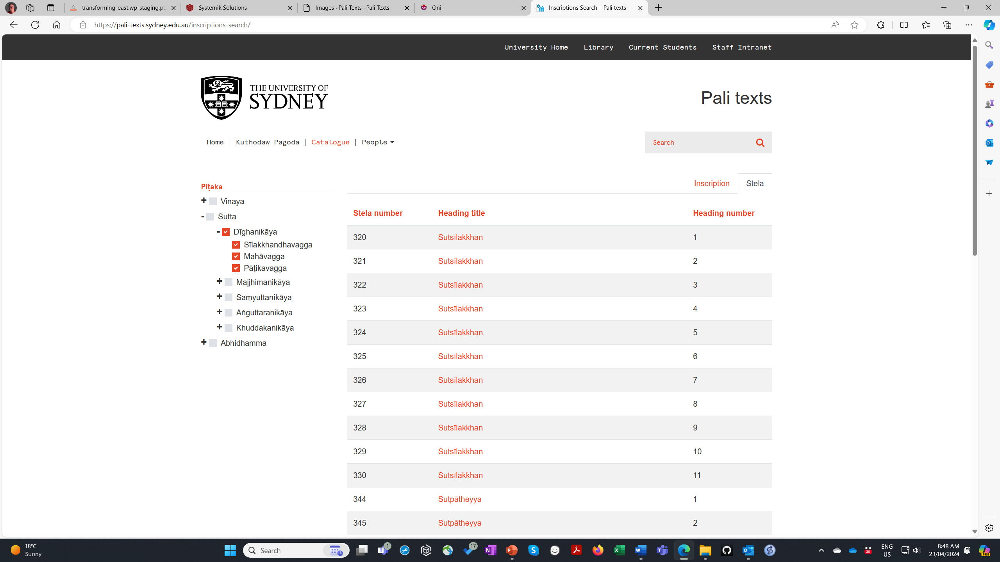 transforming-east.wp-staging.pe
Systemik Solutions
Images · Pali Texts · Pali Texts
Oni
Inscriptions Search – Pali texts
https://pali-texts.sydney.edu.au/inscriptions-search/
University Home Library Current Students Staff Intranet
THE UNIVERSITY OF
SYDNEY
Pali texts
Home | Kuthodaw Pagoda | Catalogue | People
Search
Piṭaka
+ Vinaya
- Sutta
- Dīghanikāya
Sīlakkhandhavagga
Mahāvagga
Pāṭikavagga
+ Majjhimanikāya
+ Saṃyuttanikāya
+ Aṅguttaranikāya
+ Khuddakanikāya
+ Abhidhamma
Inscription Stela
Stela number Heading title Heading number
320 Sutsīlakkhan 1
321 Sutsīlakkhan 2
322 Sutsīlakkhan 3
323 Sutsīlakkhan 4
324 Sutsīlakkhan 5
325 Sutsīlakkhan 6
326 Sutsīlakkhan 7
327 Sutsīlakkhan 8
328 Sutsīlakkhan 9
329 Sutsīlakkhan 10
330 Sutsīlakkhan 11
344 Sutpātheyya 1
345 Sutpātheyya 2
18°C
Sunny
Search
1
17
25
ENG
US
8:48 AM
23/04/2024
PRE